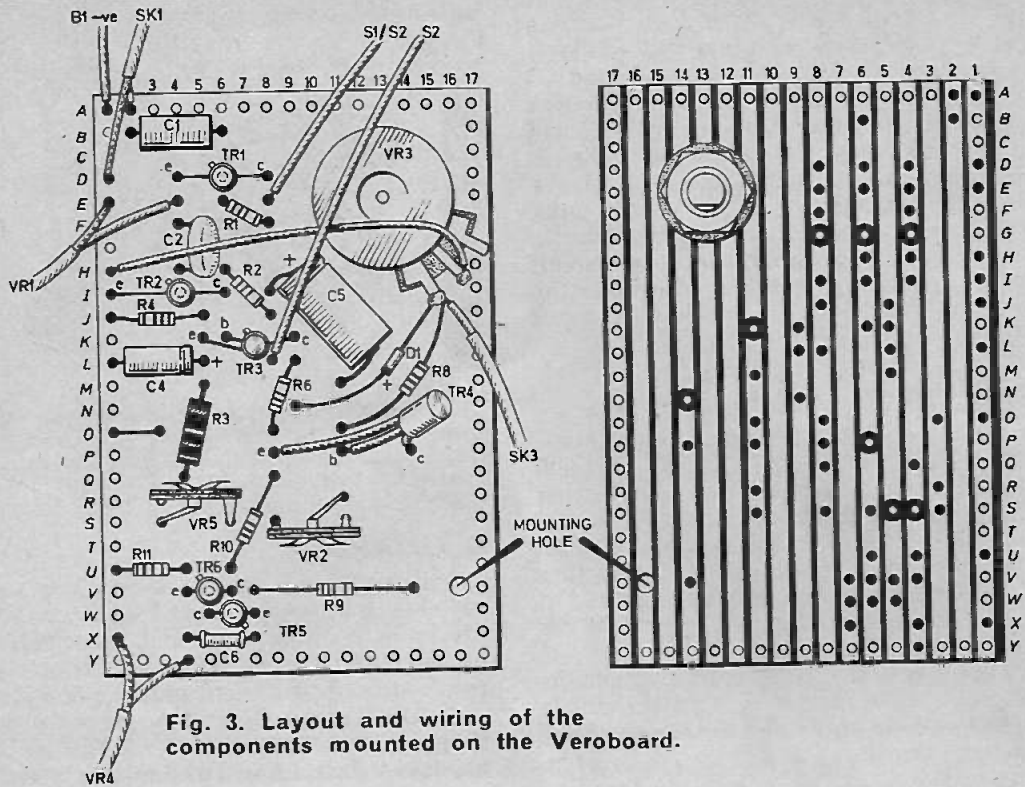 B1-ve SK1 S1/S2 S2
3 4 5 6 7 8 9 10 11 12 13 14 15 16 17
17 16 15 14 13 12 11 10 9 8 7 6 5 4 3 2 1
A
B
C
D
E
F
H
I
J
K
L
M
N
O
P
Q
R
S
T
U
V
W
X
Y
C1
TR1
e c
VR3
R1
C2
VR1
R2
+
TR2
e c
C5
R4
b
e c
TR3
D1
+
C4 +
R6
R8
TR4
R3
e b c
SK3
VR5
R10
VR2
MOUNTING
HOLE
R11
TR6
e c
R9
c e
TR5
C6
VR4
A
B
C
D
E
F
G
H
I
J
K
L
M
N
O
P
Q
R
S
T
U
V
W
X
Y
Fig. 3. Layout and wiring of the
components mounted on the Veroboard.